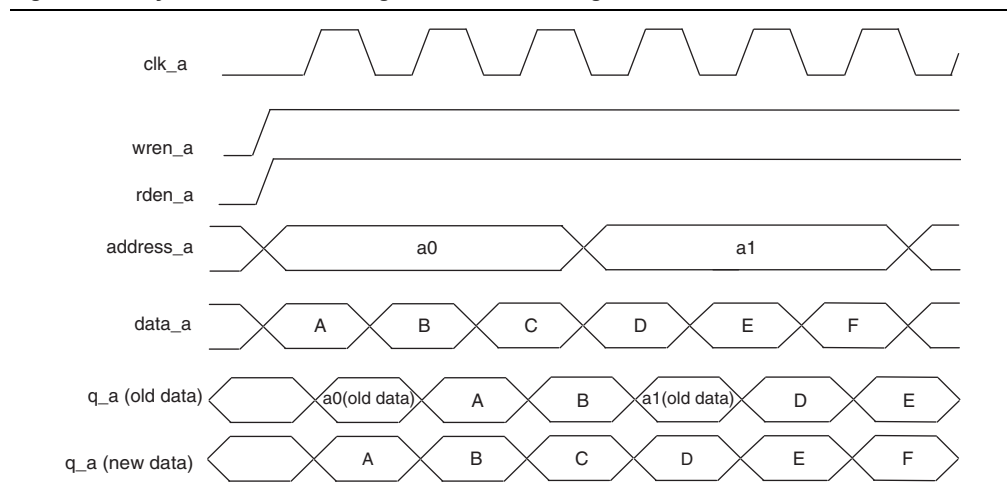 clk_a
wren_a
rden_a
address_a a0 a1
data_a A B C D E F
q_a (old data) a0(old data) A B a1(old data) D E
q_a (new data) A B C D E F